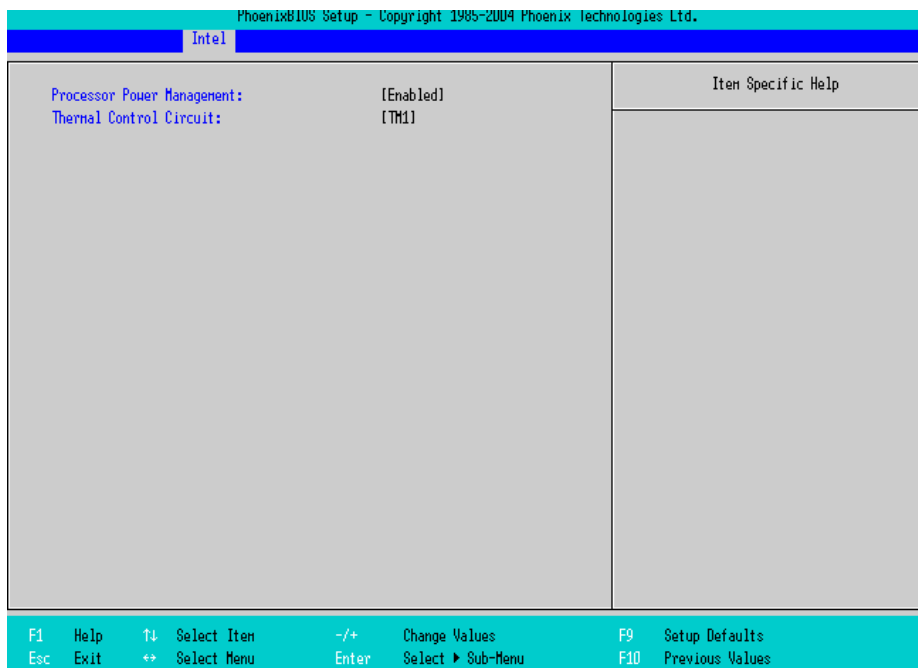 PhoenixBIOS Setup - Copyright 1985-2004 Phoenix Technologies Ltd.
Intel
Item Specific Help
Processor Power Management: [Enabled]
Thermal Control Circuit: [TM1]
F1 Help ↑↓ Select Item -/+ Change Values F9 Setup Defaults
Esc Exit ↔ Select Menu Enter Select ▶ Sub-Menu F10 Previous Values